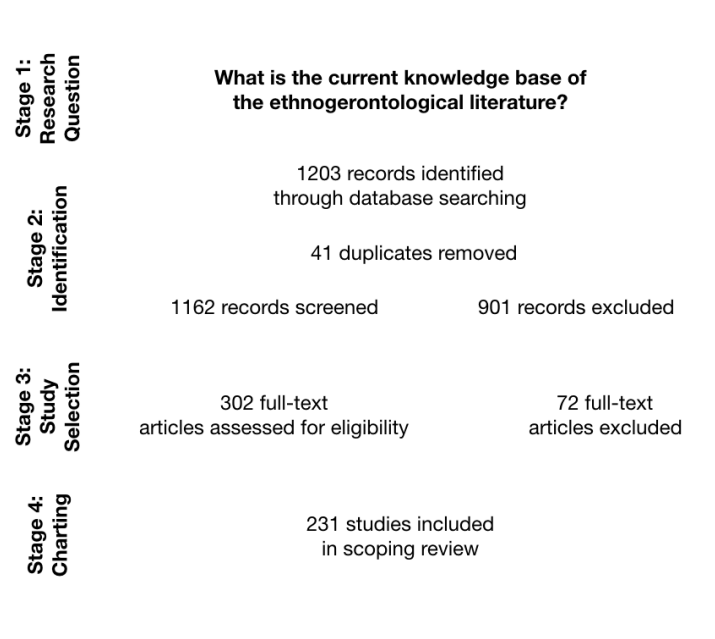 Stage 1:
Research
Question
What is the current knowledge base of
the ethnogerontological literature?
Stage 2:
Identification
1203 records identified
through database searching
41 duplicates removed
1162 records screened
901 records excluded
Stage 3:
Study
Selection
302 full-text
articles assessed for eligibility
72 full-text
articles excluded
Stage 4:
Charting
231 studies included
in scoping review